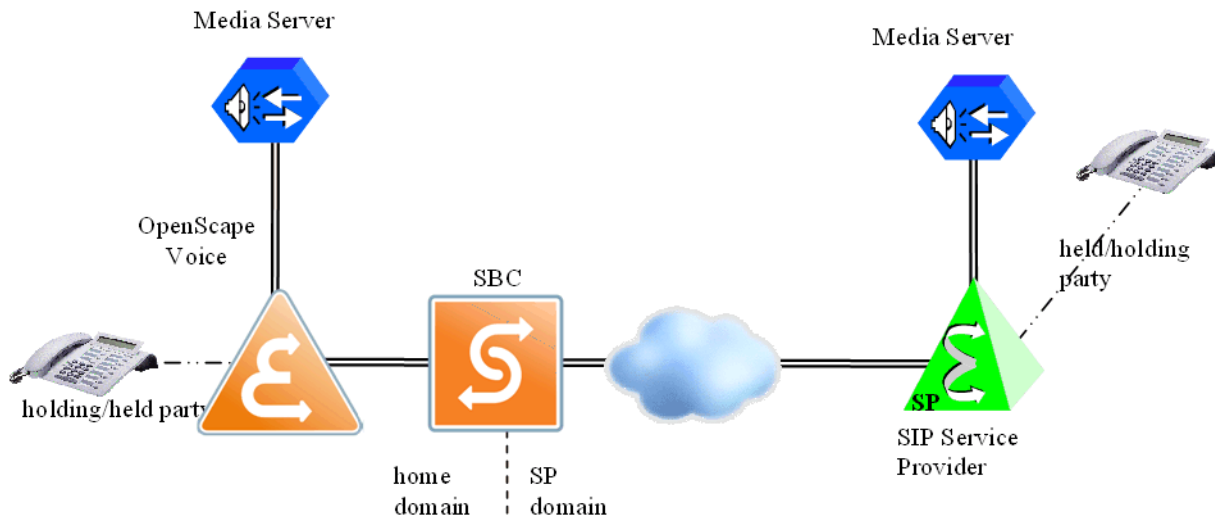 Media Server
Media Server
OpenScape
Voice
SBC
held/holding
party
holding/held party
SP
SIP Service
Provider
home
domain
SP
domain